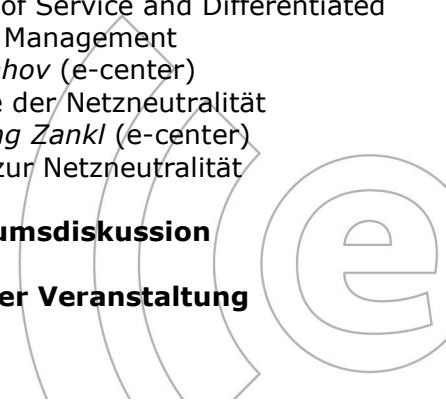 of Service and Differentiated
Management
hov (e-center)
der Netzneutralität
ng Zankl (e-center)
zur Netzneutralität
umsdiskussion
er Veranstaltung
e